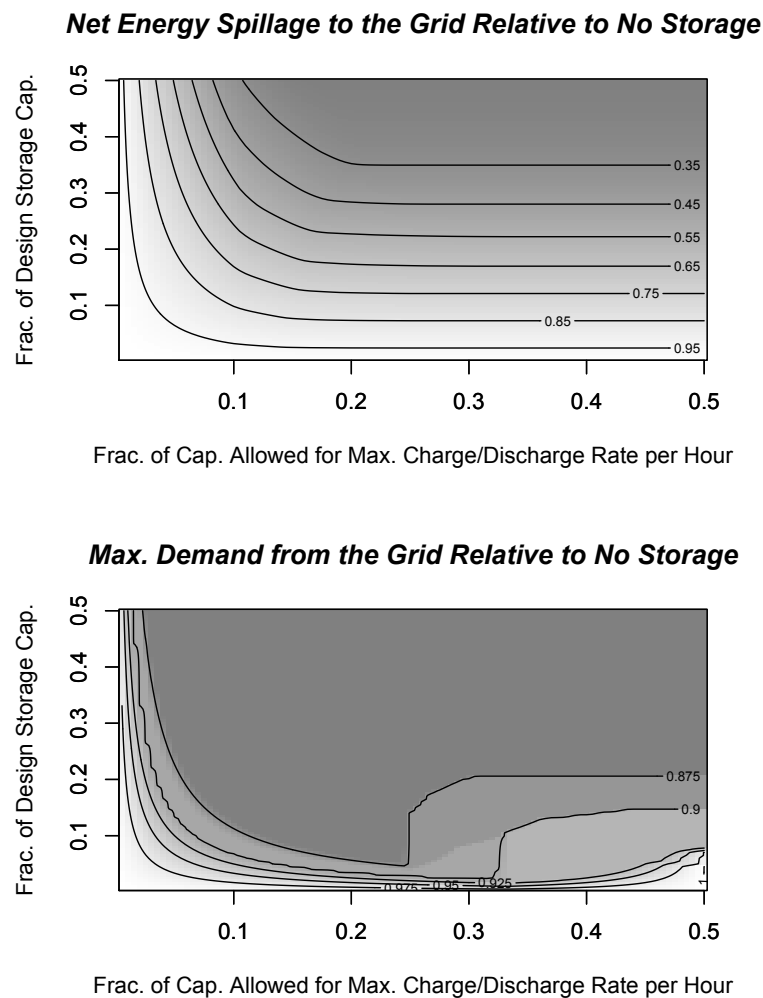 Net Energy Spillage to the Grid Relative to No Storage
Frac. of Design Storage Cap.
0.5
0.4
0.3
0.2
0.1
0.35
0.45
0.55
0.65
0.75
0.85
0.95
0.1 0.2 0.3 0.4 0.5
Frac. of Cap. Allowed for Max. Charge/Discharge Rate per Hour
Max. Demand from the Grid Relative to No Storage
Frac. of Design Storage Cap.
0.5
0.4
0.3
0.2
0.1
0.875
0.9
0.975 0.95 0.925
1
0.1 0.2 0.3 0.4 0.5
Frac. of Cap. Allowed for Max. Charge/Discharge Rate per Hour